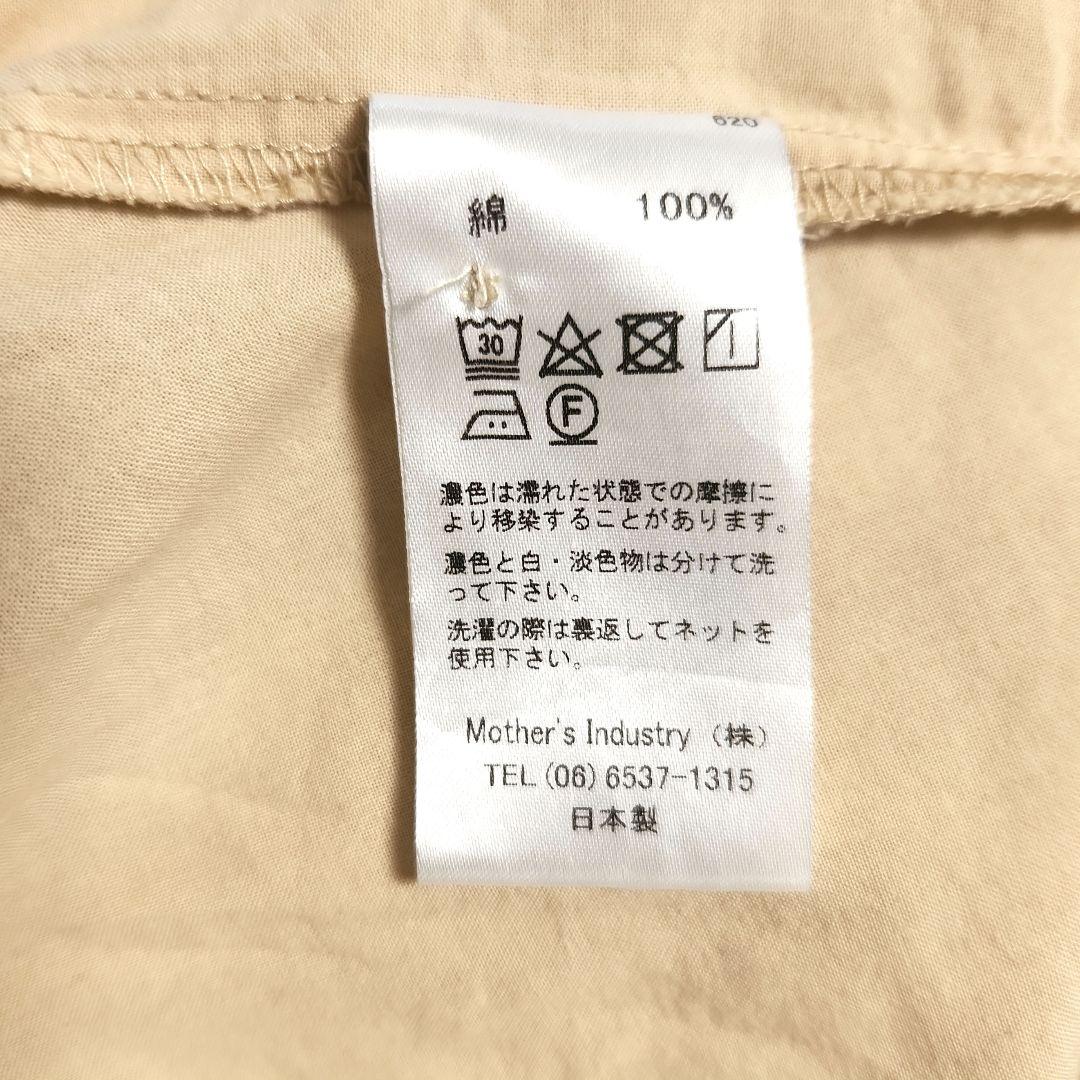 620
綿 100%
30
F
濃色は濡れた状態での摩擦に
より移染することがあります。
濃色と白・淡色物は分けて洗
って下さい。
洗濯の際は裏返してネットを
使用下さい。
Mother's Industry (株)
TEL (06) 6537-1315
日本製